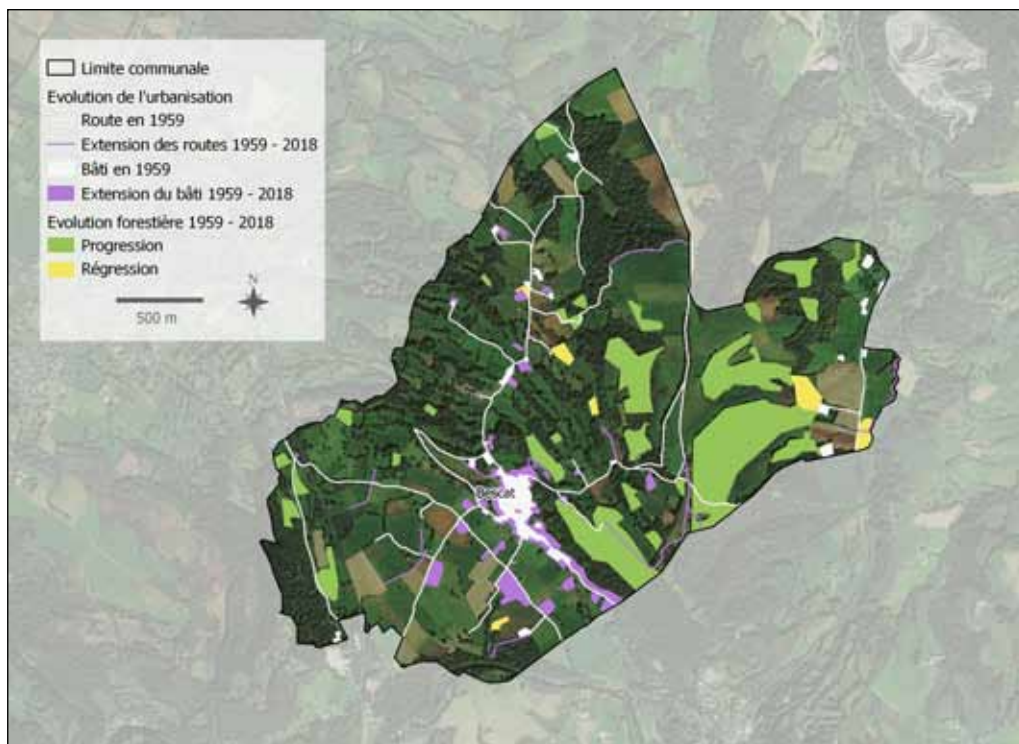 Limite communale
Evolution de l'urbanisation
Route en 1959
Extension des routes 1959 - 2018
Bâti en 1959
Extension du bâti 1959 - 2018
Evolution forestière 1959 - 2018
Progression
Régression
N
500 m
Bescat